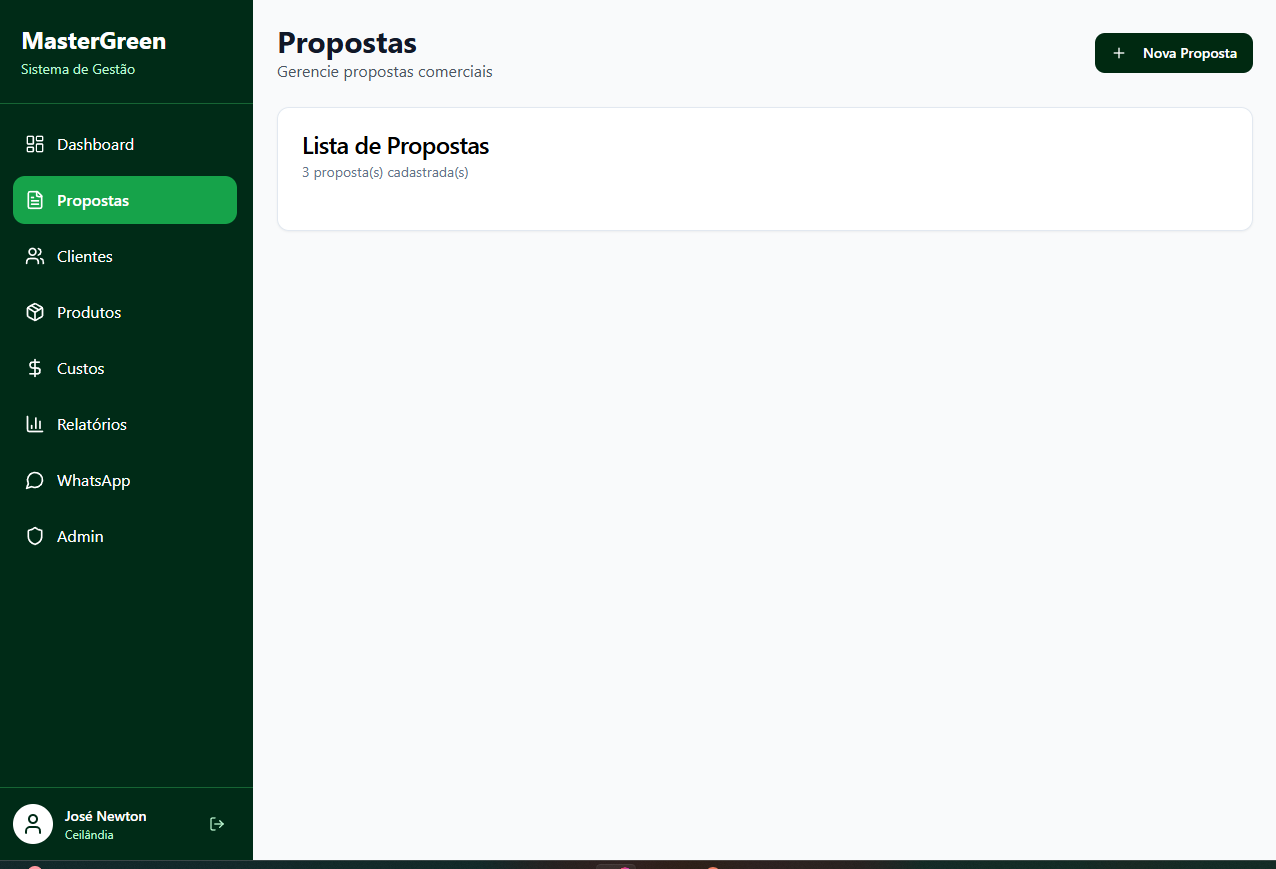 MasterGreen
Sistema de Gestão
Dashboard
Propostas
Clientes
Produtos
Custos
Relatórios
WhatsApp
Admin
José Newton
Ceilândia
Propostas
Gerencie propostas comerciais
Nova Proposta
Lista de Propostas
3 proposta(s) cadastrada(s)